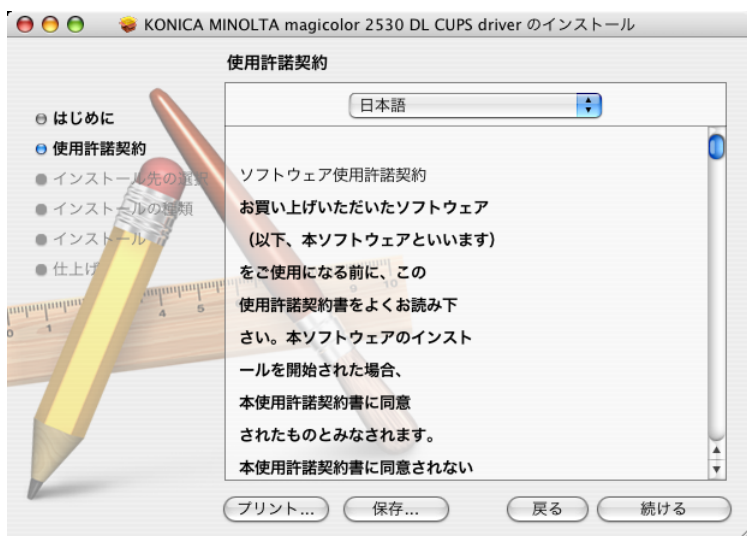 KONICA MINOLTA magicolor 2530 DL CUPS driver のインストール
使用許諾契約
はじめに
使用許諾契約
インストール先の選択
インストールの種類
インストール
仕上げ
日本語
ソフトウェア使用許諾契約
お買い上げいただいたソフトウェア
（以下、本ソフトウェアといいます）
をご使用になる前に、この
使用許諾契約書をよくお読み下
さい。本ソフトウェアのインスト
ールを開始された場合、
本使用許諾契約書に同意
されたものとみなされます。
本使用許諾契約書に同意されない
プリント...
保存...
戻る
続ける
0 1 4 5 9 10